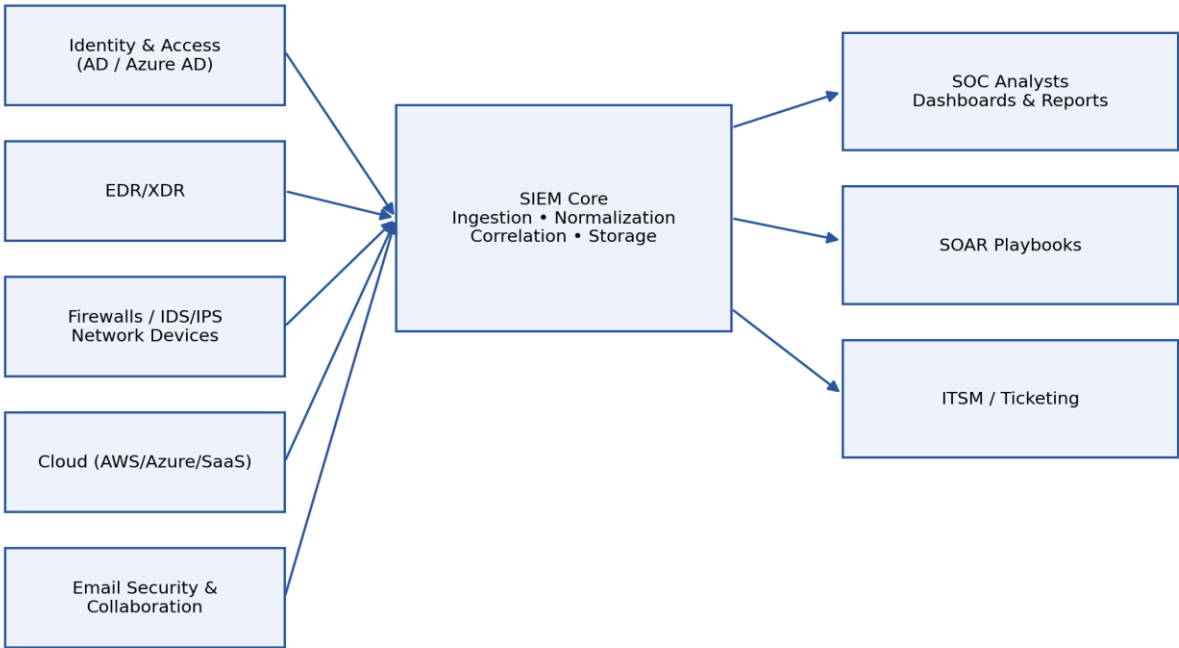 Identity & Access
(AD / Azure AD)
EDR/XDR
Firewalls / IDS/IPS
Network Devices
Cloud (AWS/Azure/SaaS)
Email Security &
Collaboration
SIEM Core
Ingestion • Normalization
Correlation • Storage
SOC Analysts
Dashboards & Reports
SOAR Playbooks
ITSM / Ticketing